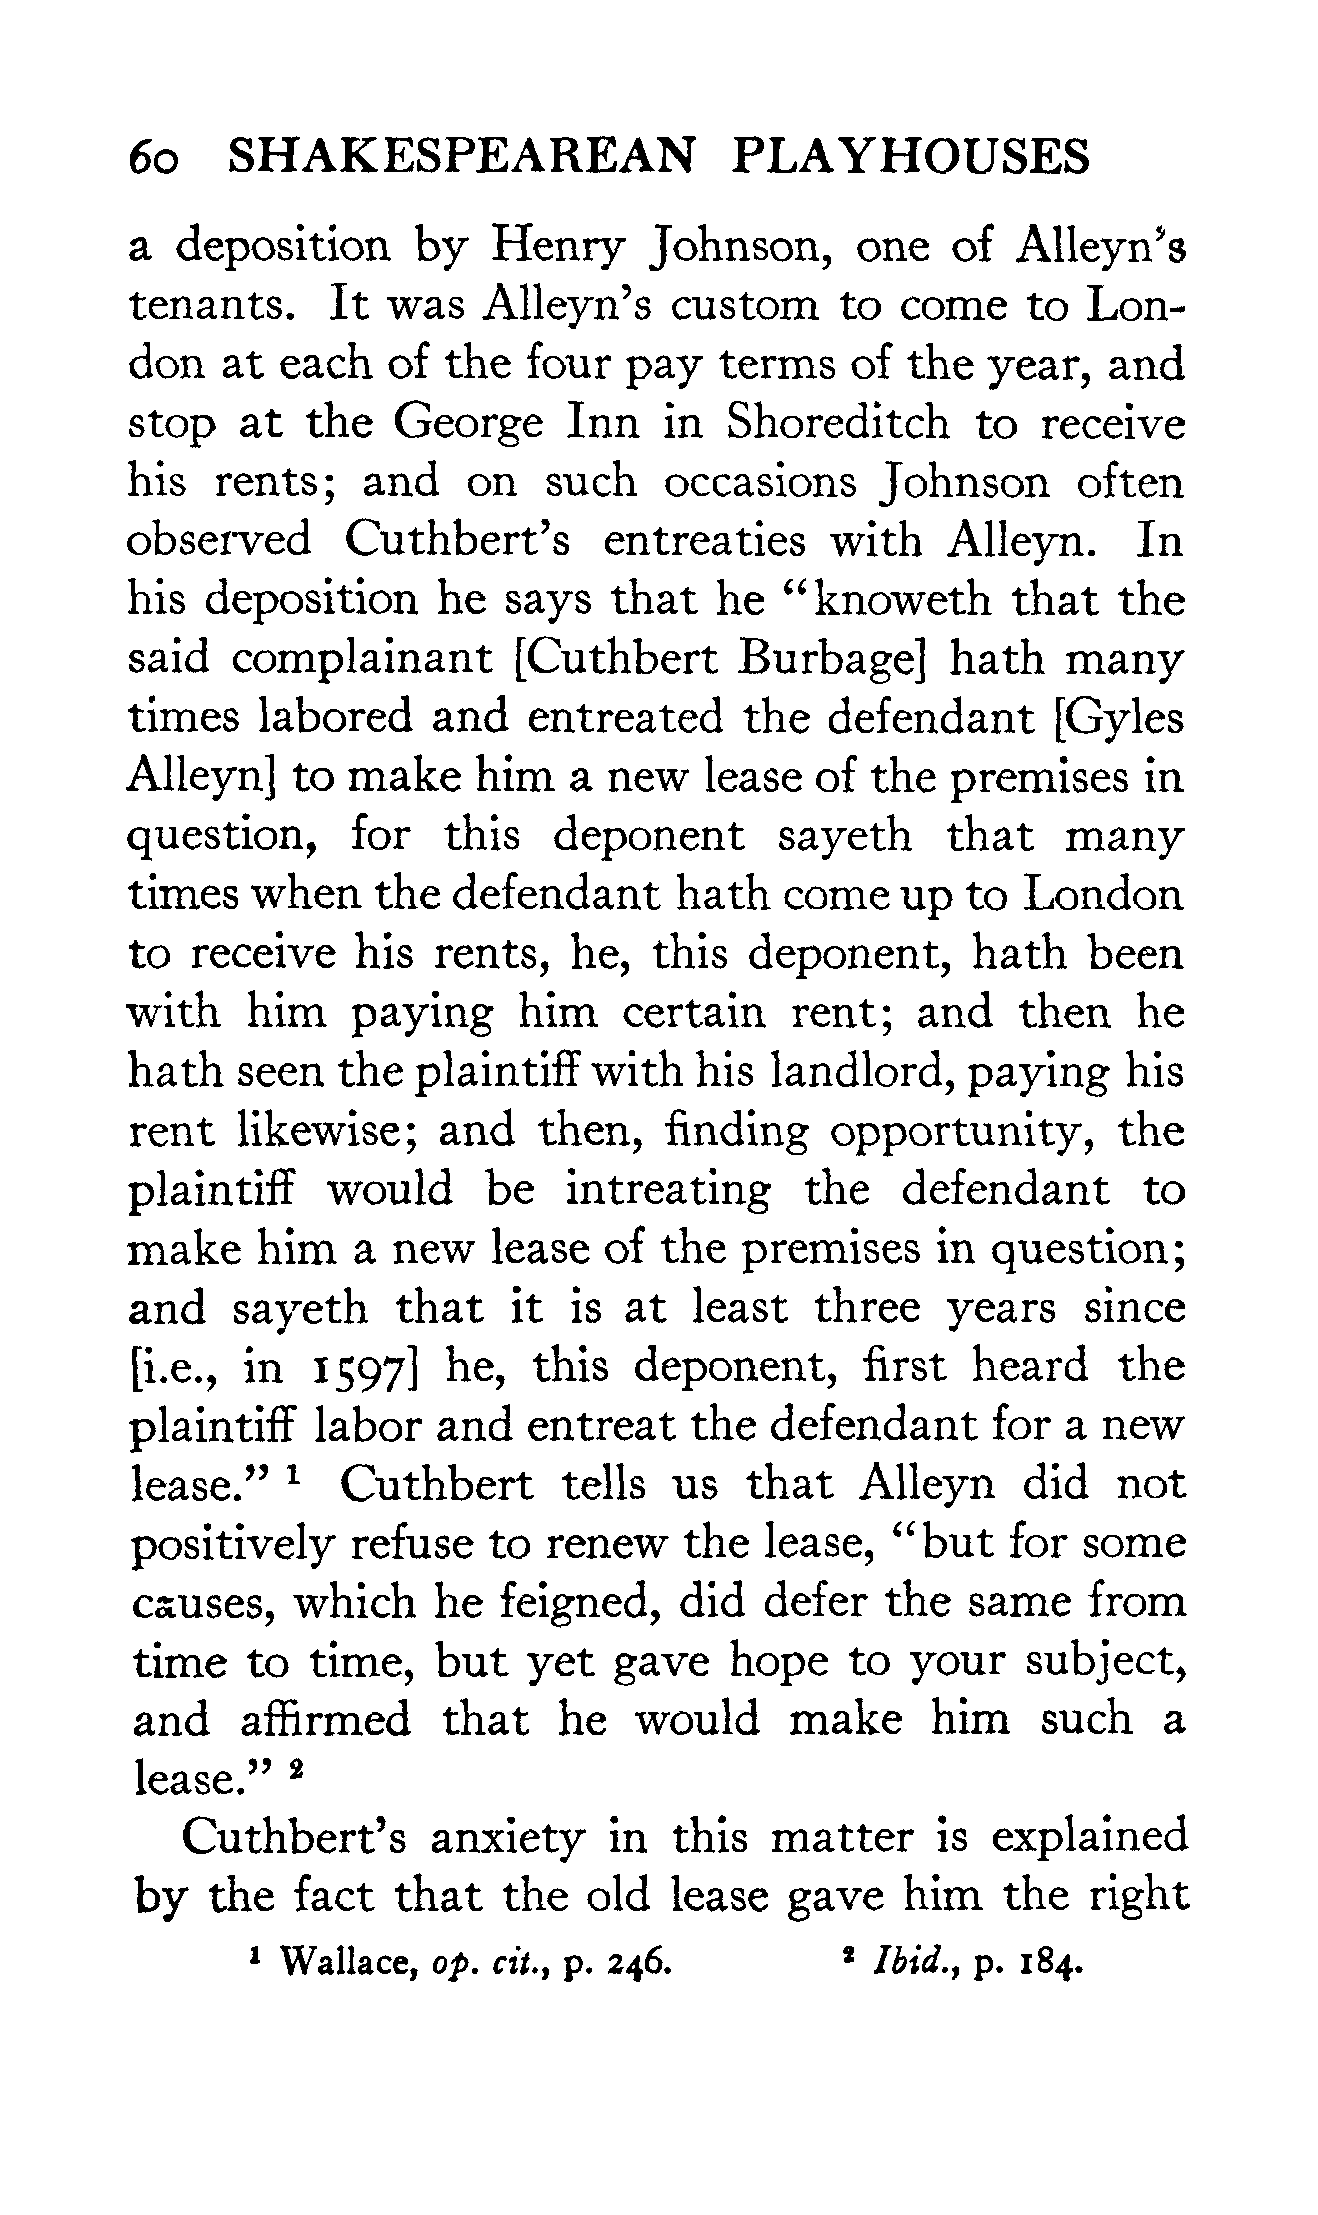 60 SHAKESPEAREAN PLAYHOUSES
a deposition by Henry Johnson, one of Alleyn's
tenants. It was Alleyn's custom to come to Lon-
don at each of the four pay terms of the year, and
stop at the George Inn in Shoreditch to receive
his rents; and on such occasions Johnson often
observed Cuthbert's entreaties with Alleyn. In
his deposition he says that he “knoweth that the
said complainant [Cuthbert Burbage] hath many
times labored and entreated the defendant [Gyles
Alleyn] to make him a new lease of the premises in
question, for this deponent sayeth that many
times when the defendant hath come up to London
to receive his rents, he, this deponent, hath been
with him paying him certain rent; and then he
hath seen the plaintiff with his landlord, paying his
rent likewise; and then, finding opportunity, the
plaintiff would be intreating the defendant to
make him a new lease of the premises in question;
and sayeth that it is at least three years since
[i.e., in 1597] he, this deponent, first heard the
plaintiff labor and entreat the defendant for a new
lease.” ¹ Cuthbert tells us that Alleyn did not
positively refuse to renew the lease, “but for some
causes, which he feigned, did defer the same from
time to time, but yet gave hope to your subject,
and affirmed that he would make him such a
lease.” ²
Cuthbert's anxiety in this matter is explained
by the fact that the old lease gave him the right
¹ Wallace, op. cit., p. 246. ² Ibid., p. 184.